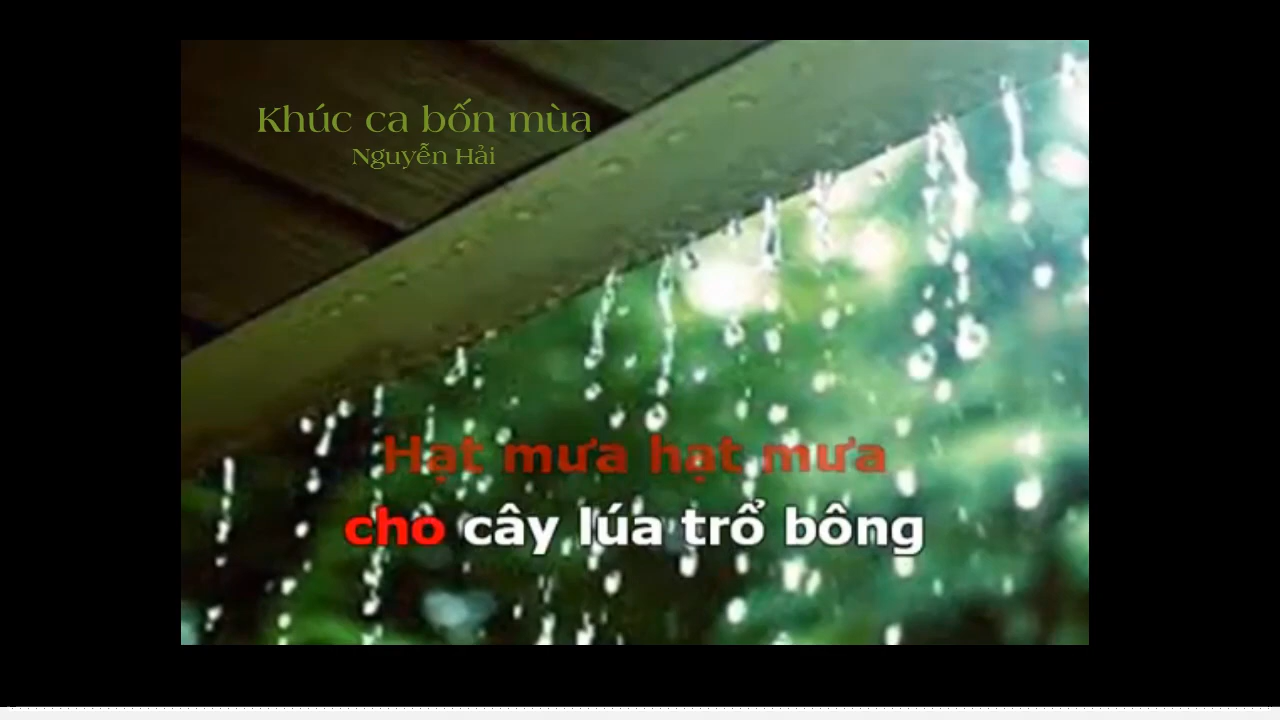 Khúc ca bốn mùa
Nguyễn Hải
Hạt mưa hạt mưa
cho cây lúa trổ bông